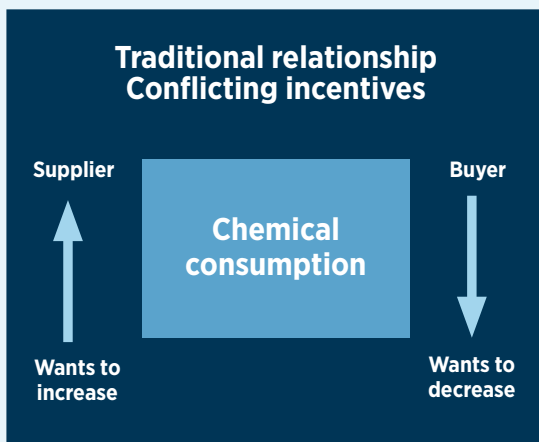 Traditional relationship
Conflicting incentives
Supplier
Buyer
Chemical
consumption
Wants to
increase
Wants to
decrease